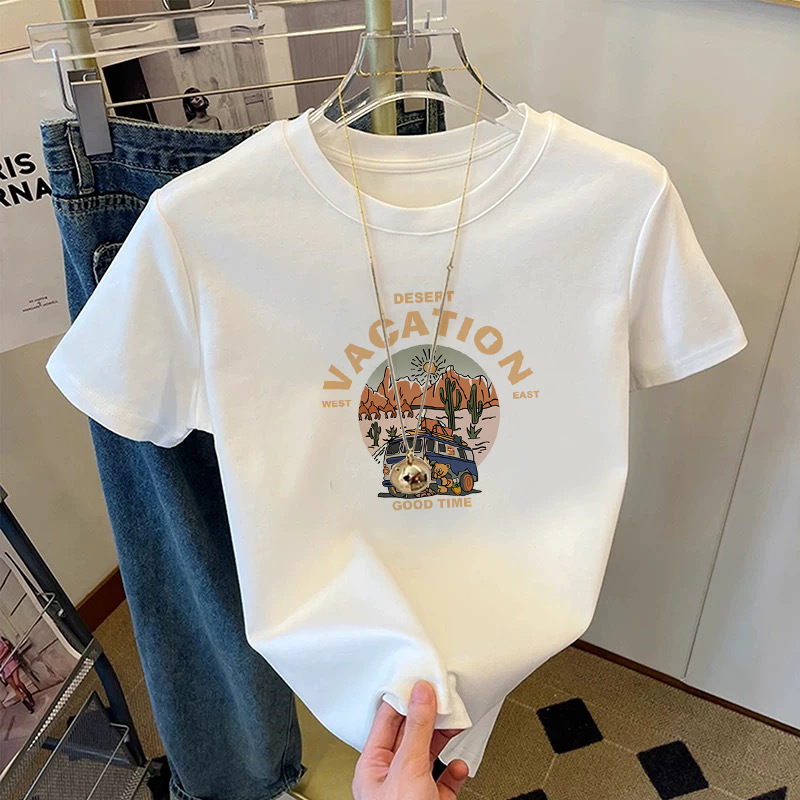 RIS
RNA
DESERT
VACATION
WEST
EAST
GOOD TIME